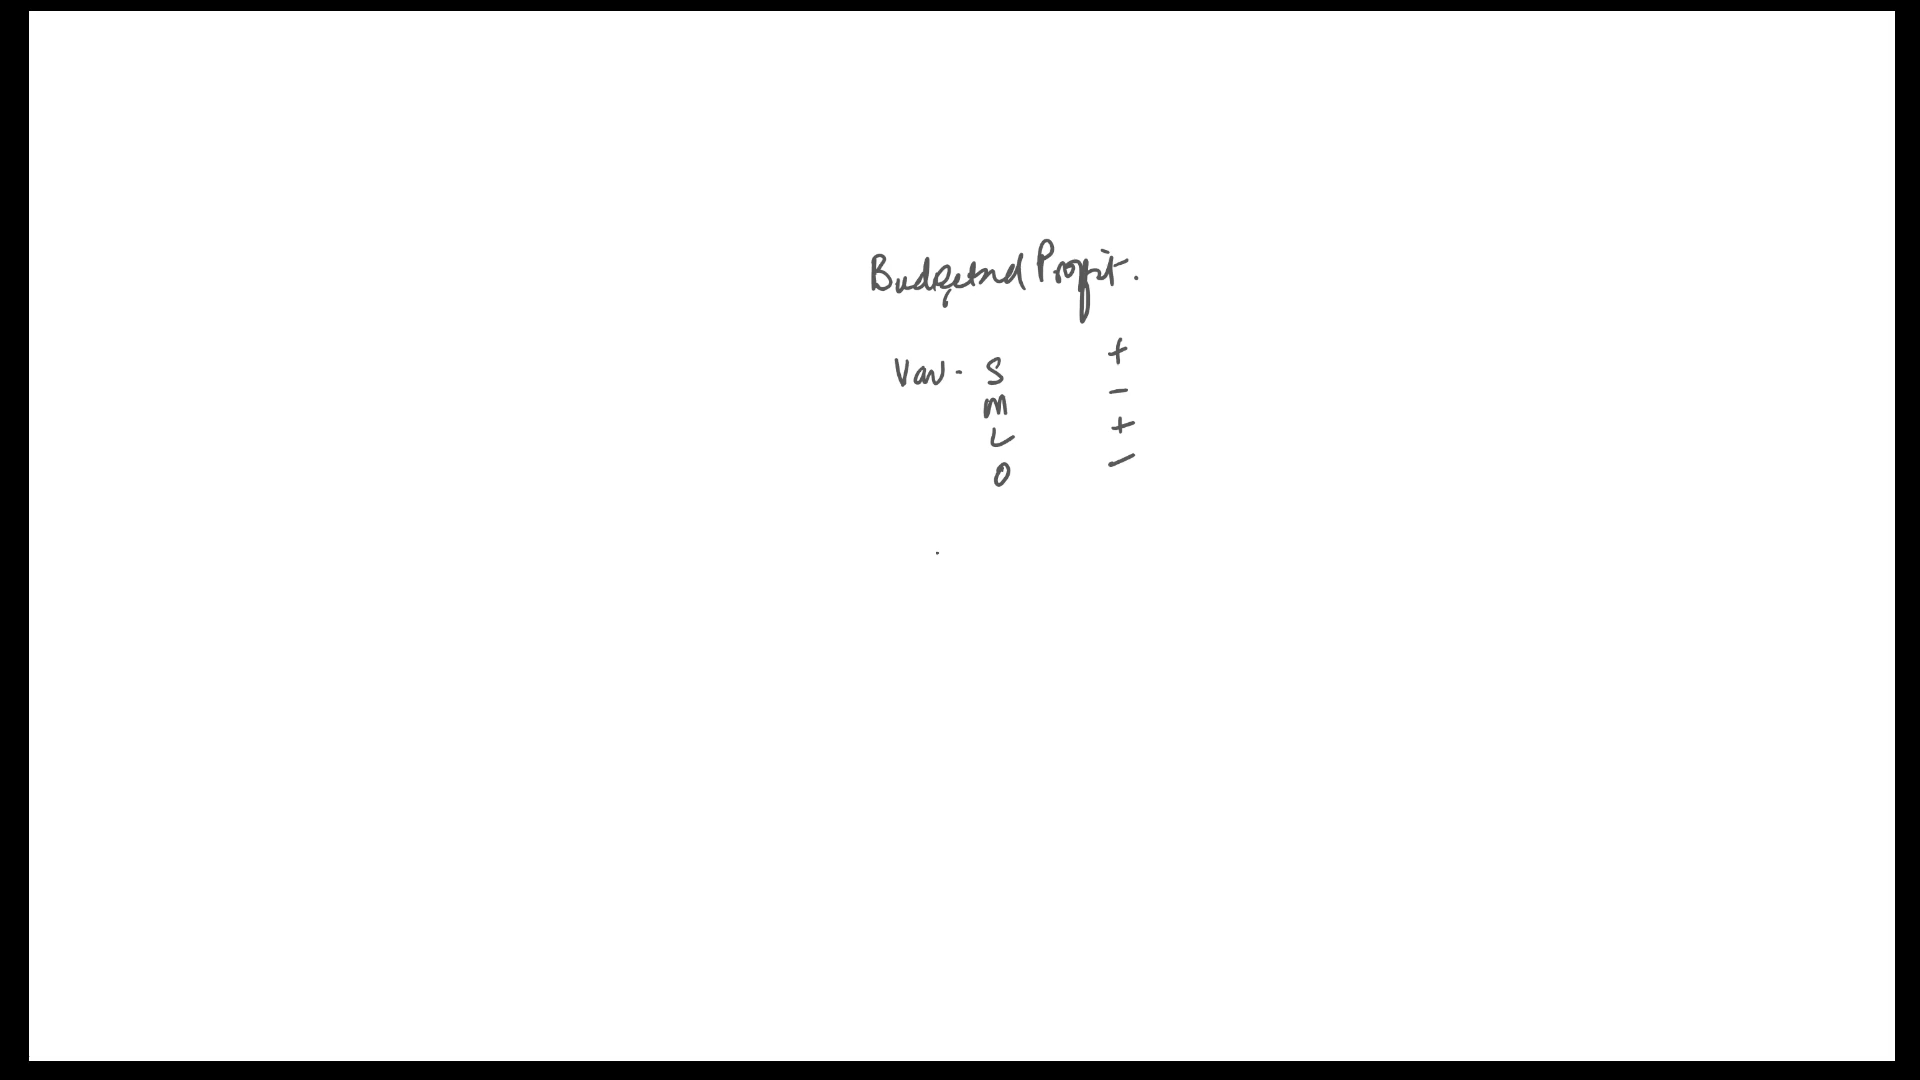 Budgeted Profit.
Var. S +
M -
L +
O -